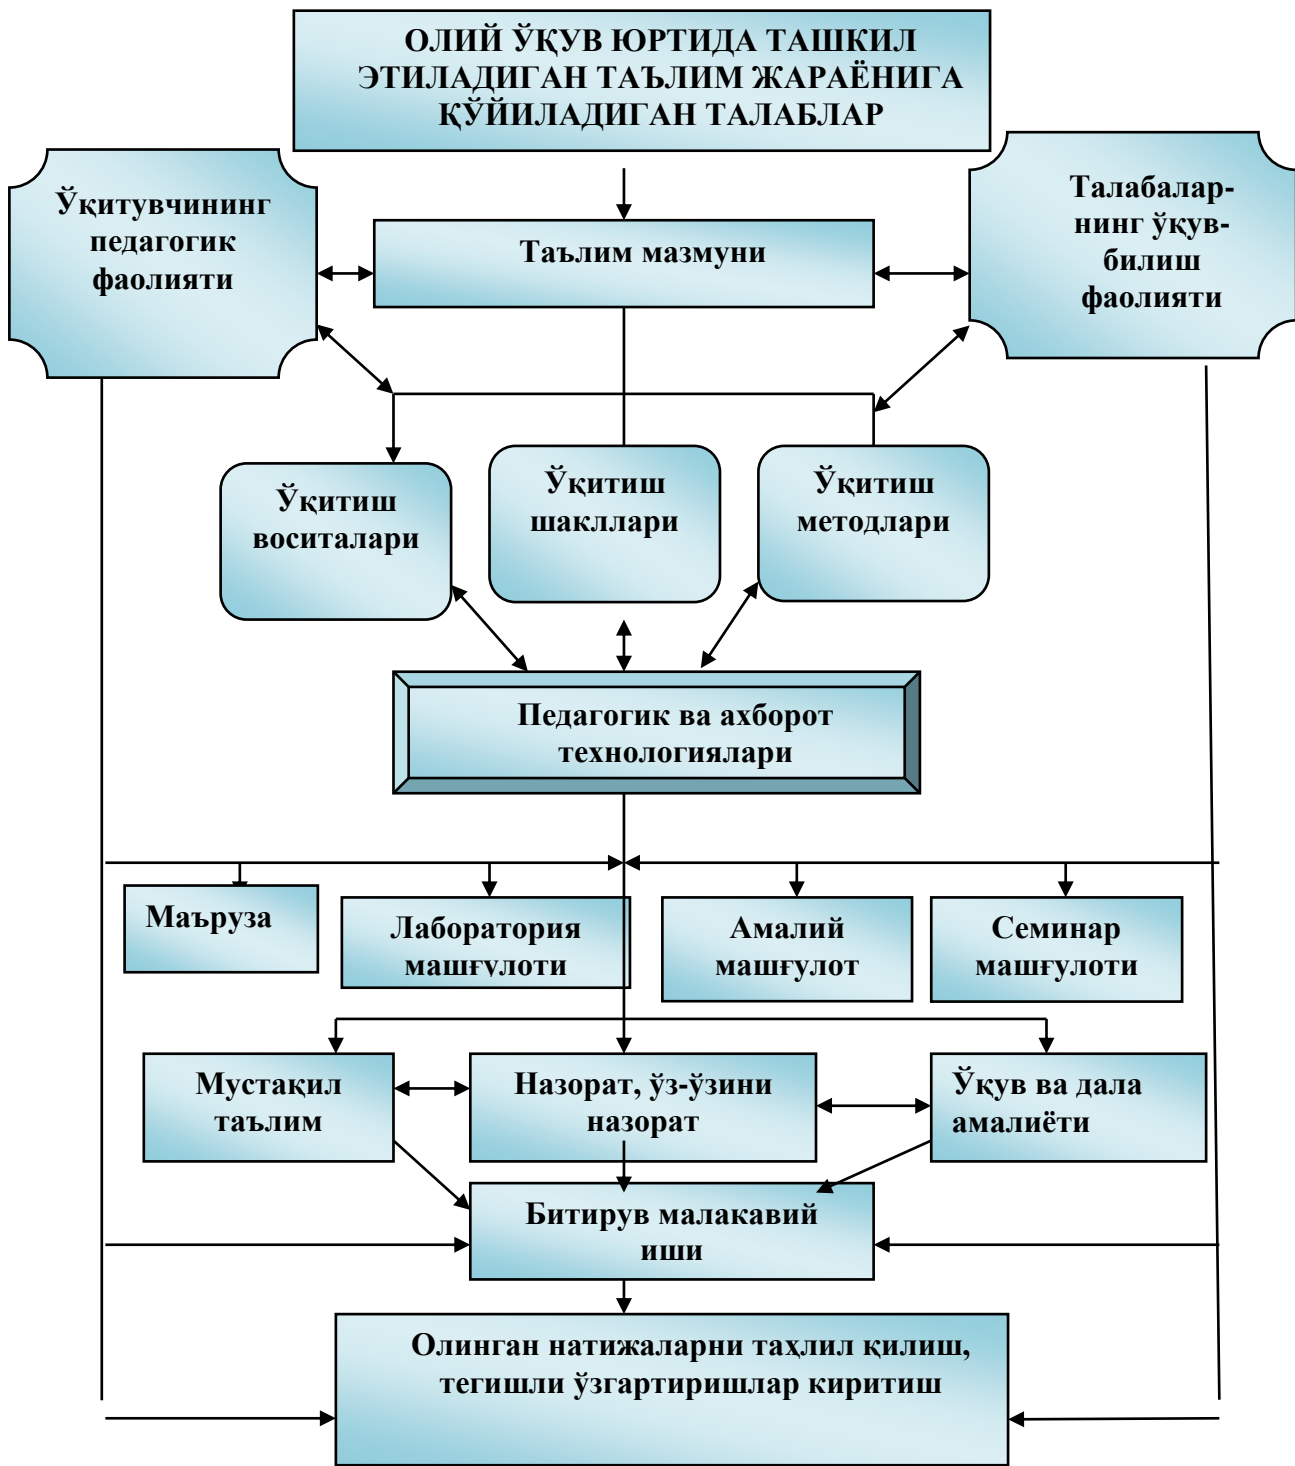 ОЛИЙ ЎҚУВ ЮРТИДА ТАШКИЛ
ЭТИЛАДИГАН ТАЪЛИМ ЖАРАЁНИГА
ҚЎЙИЛАДИГАН ТАЛАБЛАР
Ўқитувчининг
педагогик
фаолияти
Таълим мазмуни
Талабалар-
нинг ўқув-
билиш
фаолияти
Ўқитиш
воситалари
Ўқитиш
шакллари
Ўқитиш
методлари
Педагогик ва ахборот
технологиялари
Маъруза
Лаборатория
машғулоти
Амалий
машғулот
Семинар
машғулоти
Мустақил
таълим
Назорат, ўз-ўзини
назорат
Ўқув ва дала
амалиёти
Битирув малакавий
иши
Олинган натижаларни таҳлил қилиш,
тегишли ўзгартиришлар киритиш